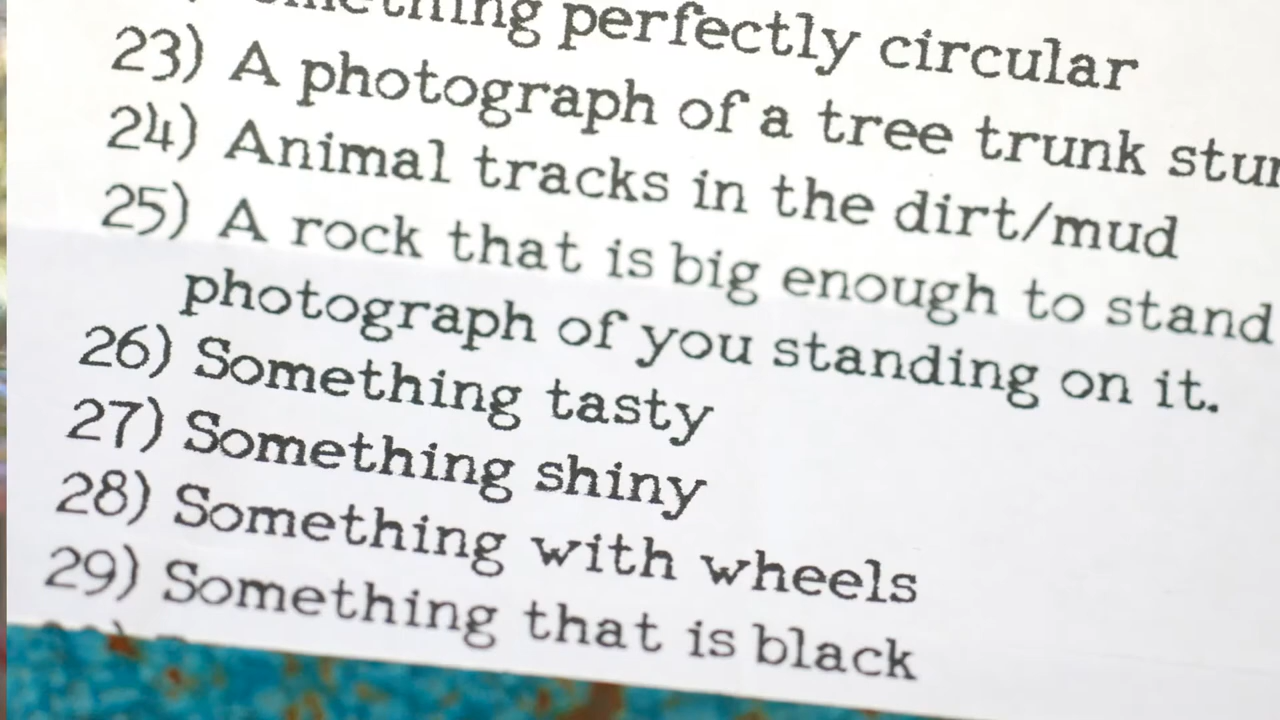 Something perfectly circular
23) A photograph of a tree trunk
24) Animal tracks in the dirt/mud
25) A rock that is big enough to stand
photograph of you standing on it.
26) Something tasty
27) Something shiny
28) Something with wheels
29) Something that is black